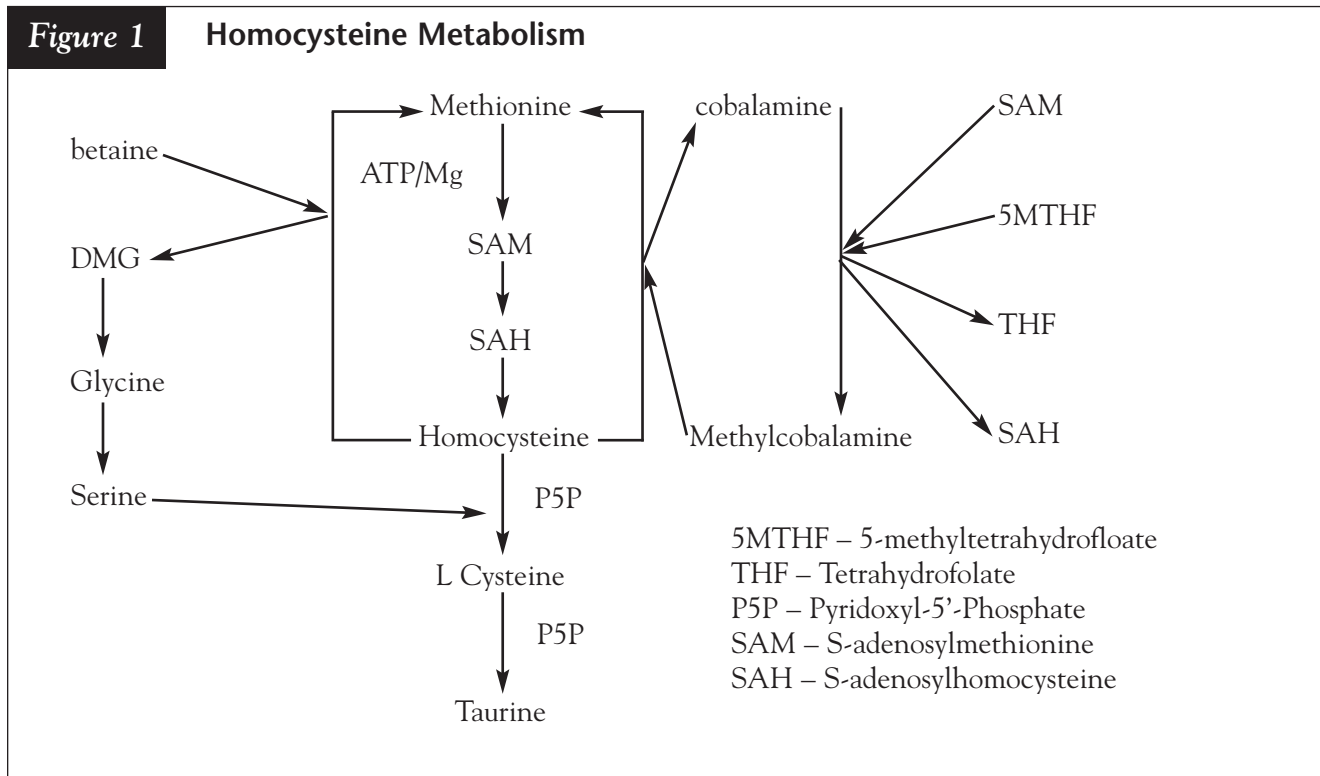 Figure 1
Homocysteine Metabolism
Methionine
cobalamine
SAM
betaine
ATP/Mg
5MTHF
DMG
SAM
THF
SAH
Glycine
Homocysteine
Methylcobalamine
SAH
Serine
P5P
L Cysteine
P5P
Taurine
5MTHF – 5-methyltetrahydrofloate
THF – Tetrahydrofolate
P5P – Pyridoxyl-5’-Phosphate
SAM – S-adenosylmethionine
SAH – S-adenosylhomocysteine